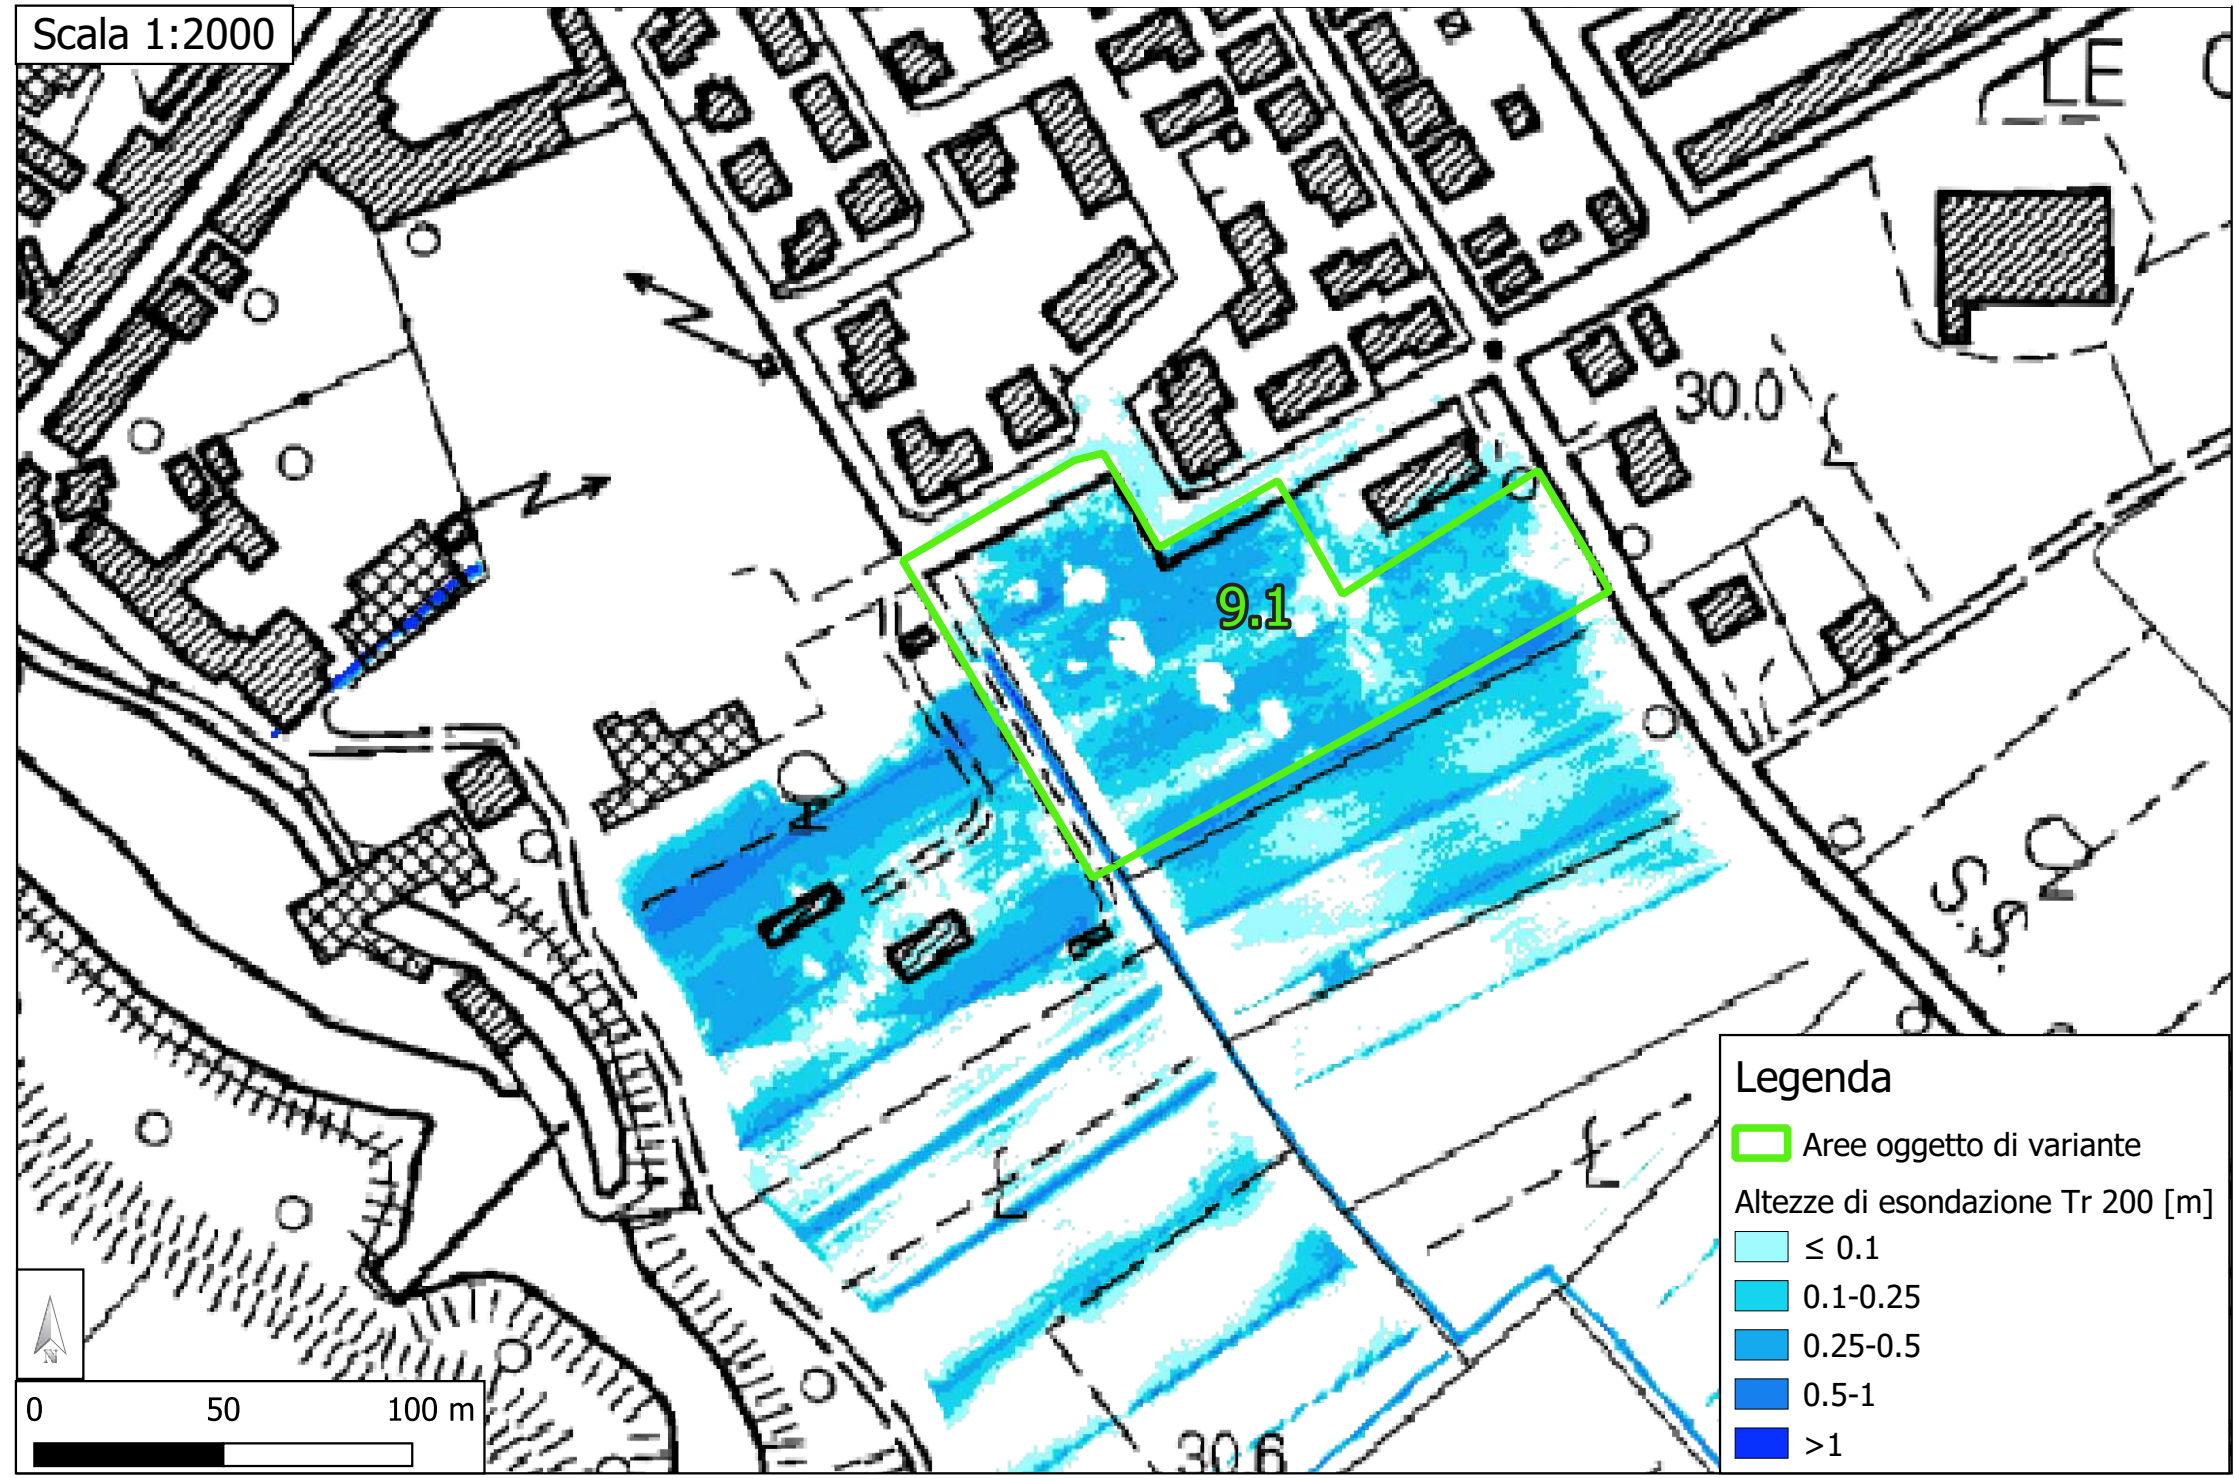 Scala 1:2000
LE
30.0
9.1
S.S.
30.6
Legenda
Aree oggetto di variante
Altezze di esondazione Tr 200 [m]
≤ 0.1
0.1-0.25
0.25-0.5
0.5-1
>1
N
0 50 100 m